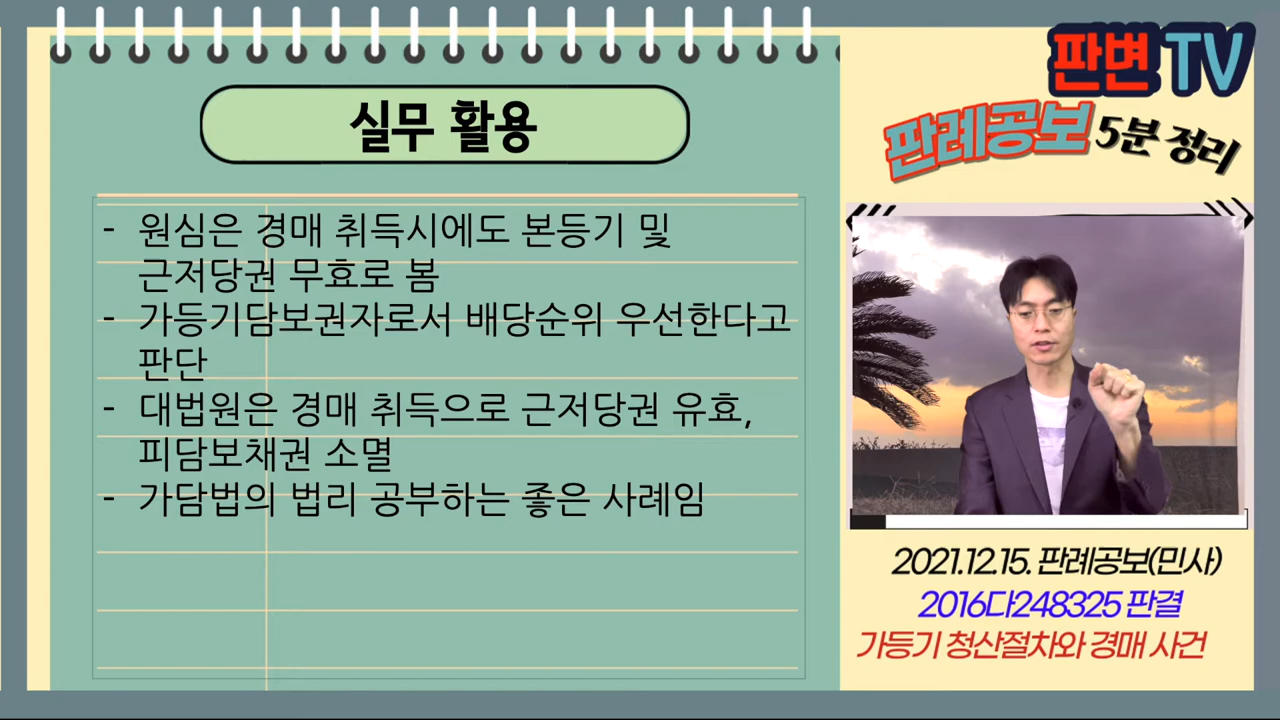 실무 활용
- 원심은 경매 취득시에도 본등기 및
근저당권 무효로 봄
- 가등기담보권자로서 배당순위 우선한다고
판단
- 대법원은 경매 취득으로 근저당권 유효,
피담보채권 소멸
- 가담법의 법리 공부하는 좋은 사례임
판변 TV
판례공보 5분 정리
2021.12.15. 판례공보(민사)
2016다248325 판결
가등기 청산절차와 경매 사건